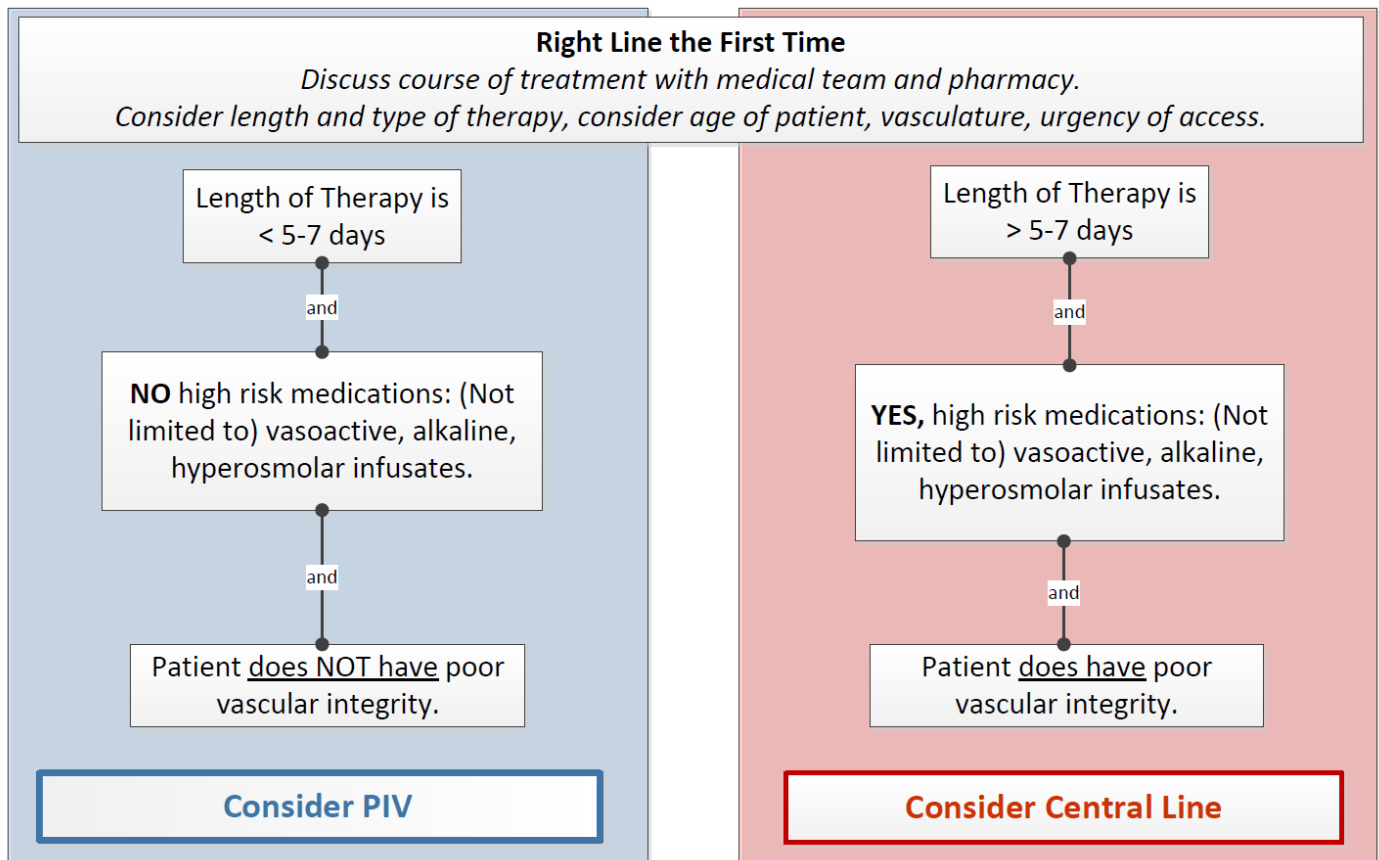 Right Line the First Time
Discuss course of treatment with medical team and pharmacy.
Consider length and type of therapy, consider age of patient, vasculature, urgency of access.
Length of Therapy is
< 5-7 days
and
NO high risk medications: (Not
limited to) vasoactive, alkaline,
hyperosmolar infusates.
and
Patient does NOT have poor
vascular integrity.
Consider PIV
Length of Therapy is
> 5-7 days
and
YES, high risk medications: (Not
limited to) vasoactive, alkaline,
hyperosmolar infusates.
and
Patient does have poor
vascular integrity.
Consider Central Line